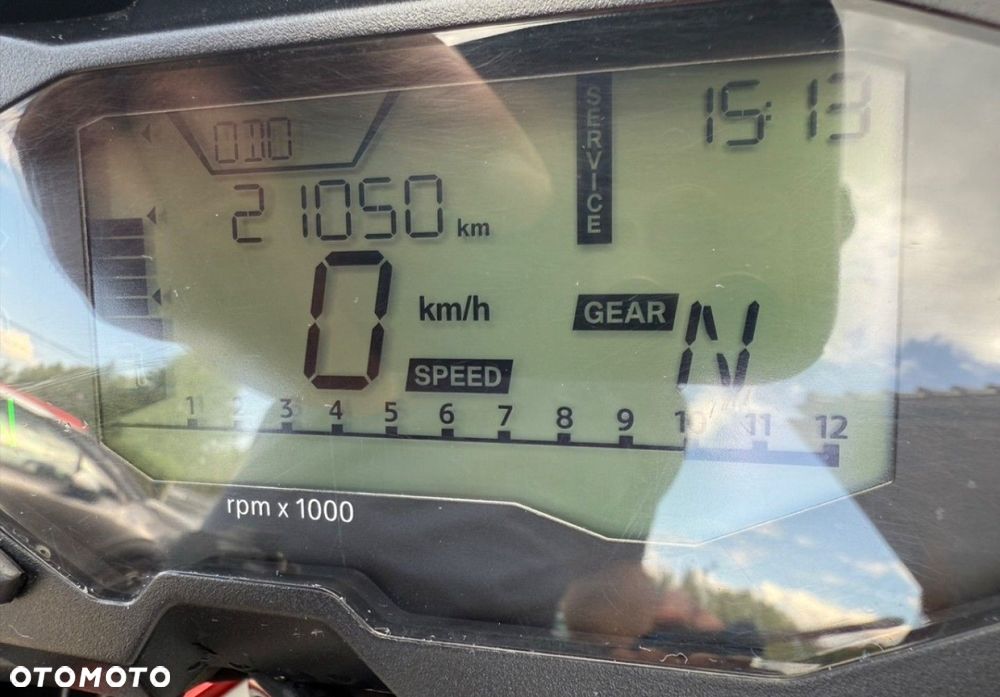 ODO
SERVICE
15:13
21050 km
0 km/h
GEAR N
SPEED
1 2 3 4 5 6 7 8 9 10 11 12
rpm x 1000
OTOMOTO